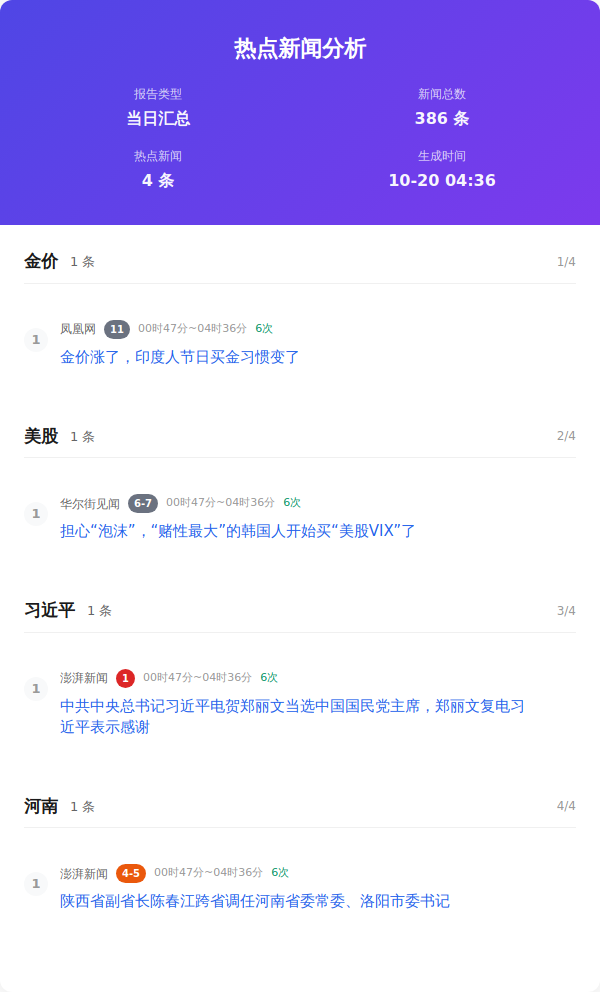 热点新闻分析
报告类型
新闻总数
当日汇总
386 条
热点新闻
生成时间
4 条
10-20 04:36
金价 1 条 1/4
1
凤凰网 11 00时47分~04时36分 6次
金价涨了，印度人节日买金习惯变了
美股 1 条 2/4
1
华尔街见闻 6-7 00时47分~04时36分 6次
担心“泡沫”，“赌性最大”的韩国人开始买“美股VIX”了
习近平 1 条 3/4
1
澎湃新闻 1 00时47分~04时36分 6次
中共中央总书记习近平电贺郑丽文当选中国国民党主席，郑丽文复电习
近平表示感谢
河南 1 条 4/4
1
澎湃新闻 4-5 00时47分~04时36分 6次
陕西省副省长陈春江跨省调任河南省委常委、洛阳市委书记